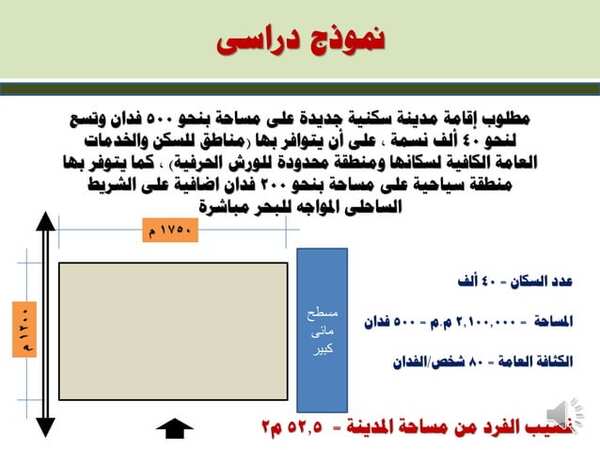 نموذج دراسى
مطلوب إقامة مدينة سكنية جديدة على مساحة بنحو ٥٠٠ فدان وتسع
لنحو ٤٠ ألف نسمة ، على أن يتوافر بها (مناطق للسكن والخدمات
العامة الكافية لسكانها ومنطقة محدودة للورش الحرفية) ، كما يتوفر بها
منطقة سياحية على مساحة بنحو ٢٠٠ فدان اضافية على الشريط
الساحلى المواجه للبحر مباشرة
١٧٥٠ م
١٢٠٠ م
مسطح
مائى
كبير
عدد السكان = ٤٠ ألف
المساحة = ٢,١٠٠,٠٠٠ م.م = ٥٠٠ فدان
الكثافة العامة = ٨٠ شخص/الفدان
نصيب الفرد من مساحة المدينة = ٥٢,٥ م٢